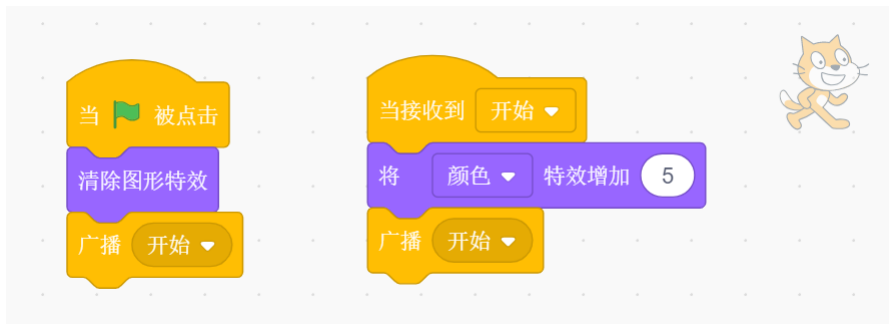 当 被点击
清除图形特效
广播 开始
当接收到 开始
将 颜色 特效增加 5
广播 开始